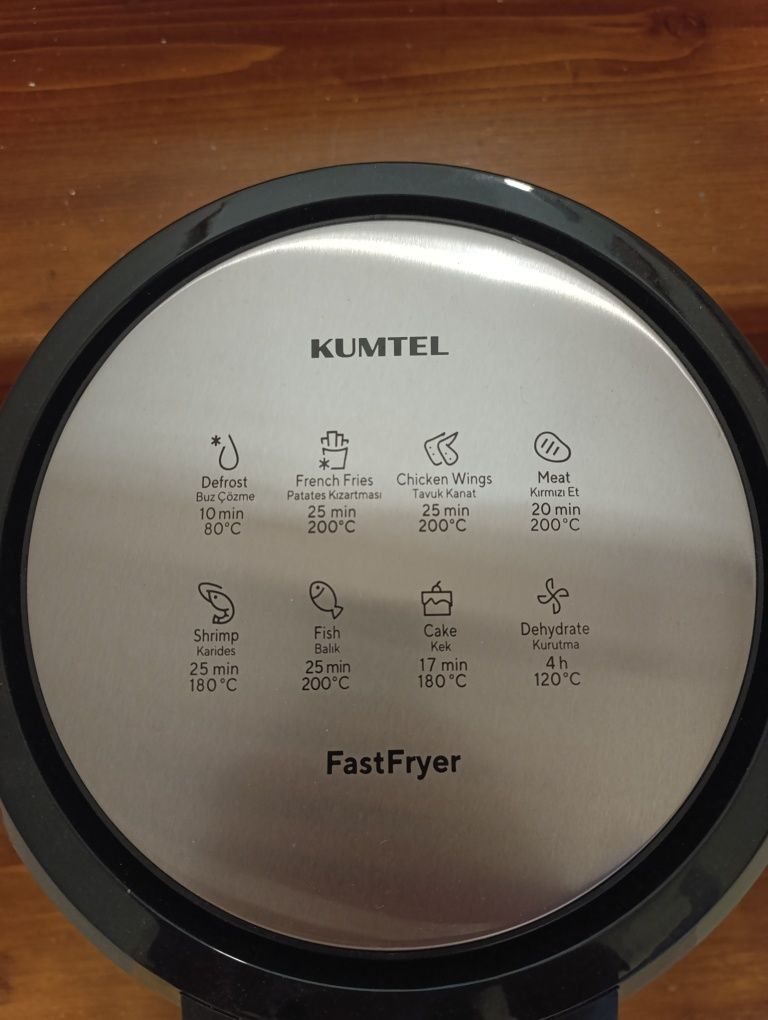 KUMTEL
Defrost
Buz Çözme
10 min
80°C
French Fries
Patates Kızartması
25 min
200°C
Chicken Wings
Tavuk Kanat
25 min
200°C
Meat
Kırmızı Et
20 min
200°C
Shrimp
Karides
25 min
180°C
Fish
Balık
25 min
200°C
Cake
Kek
17 min
180°C
Dehydrate
Kurutma
4 h
120°C
FastFryer